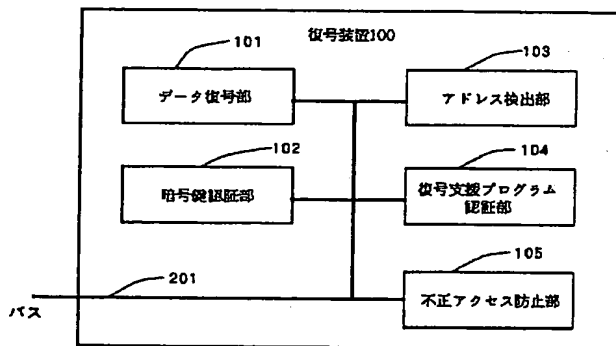 復号装置100
101
データ復号部
103
アドレス検出部
102
暗号鍵認証部
104
復号支援プログラム
認証部
105
不正アクセス防止部
201
バス